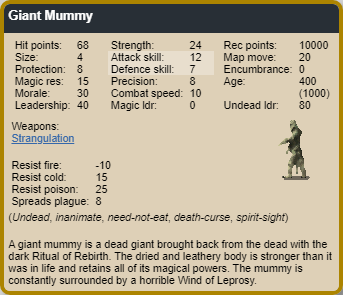 Giant Mummy
Hit points: 68 Strength: 24 Rec points: 10000
Size: 4 Attack skill: 12 Map move: 20
Protection: 8 Defence skill: 7 Encumbrance: 0
Magic res: 15 Precision: 8 Age: 400
Morale: 30 Combat speed: 10 (1000)
Leadership: 40 Magic ldr: 0 Undead ldr: 80
Weapons:
Strangulation
Resist fire: -10
Resist cold: 15
Resist poison: 25
Spreads plague: 8
(Undead, inanimate, need-not-eat, death-curse, spirit-sight)
A giant mummy is a dead giant brought back from the dead with the
dark Ritual of Rebirth. The dried and leathery body is stronger than it
was in life and retains all of its magical powers. The mummy is
constantly surrounded by a horrible Wind of Leprosy.